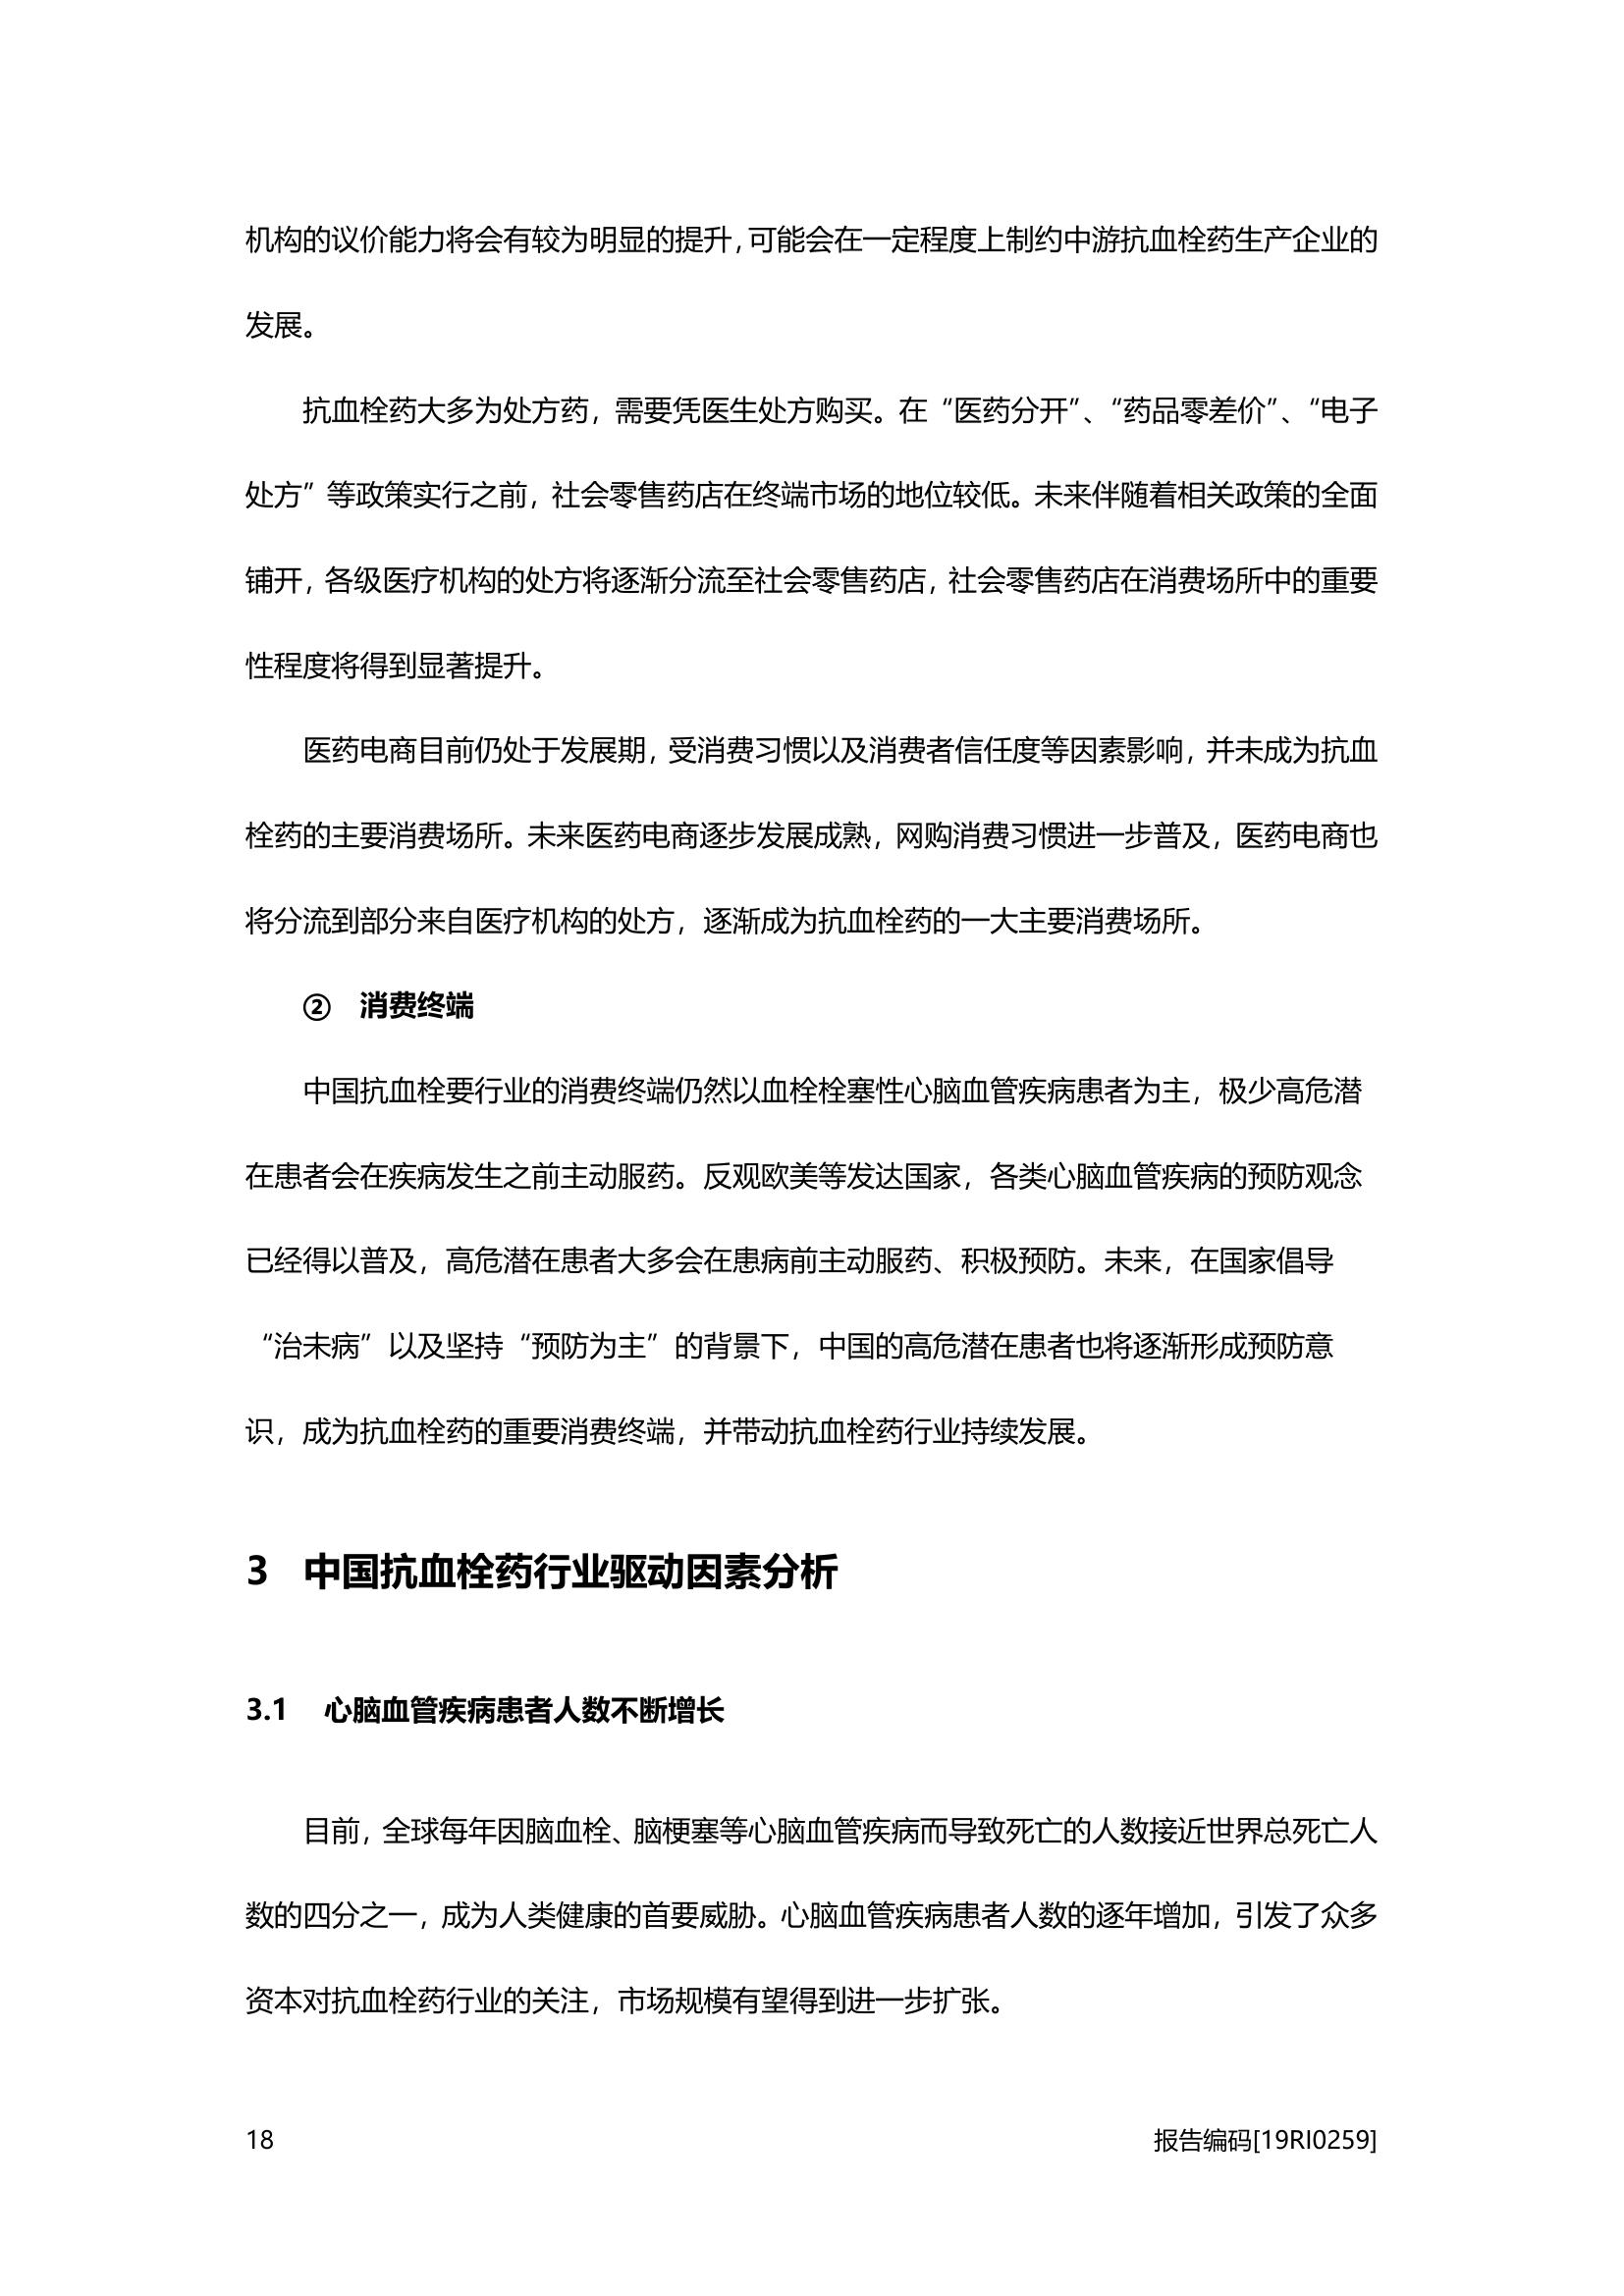 机构的议价能力将会有较为明显的提升，可能会在一定程度上制约中游抗血栓药生产企业的
发展。
抗血栓药大多为处方药，需要凭医生处方购买。在“医药分开”、“药品零差价”、“电子
处方”等政策实行之前，社会零售药店在终端市场的地位较低。未来伴随着相关政策的全面
铺开，各级医疗机构的处方将逐渐分流至社会零售药店，社会零售药店在消费场所中的重要
性程度将得到显著提升。
医药电商目前仍处于发展期，受消费习惯以及消费者信任度等因素影响，并未成为抗血
栓药的主要消费场所。未来医药电商逐步发展成熟，网购消费习惯进一步普及，医药电商也
将分流到部分来自医疗机构的处方，逐渐成为抗血栓药的一大主要消费场所。
② 消费终端
中国抗血栓要行业的消费终端仍然以血栓栓塞性心脑血管疾病患者为主，极少高危潜
在患者会在疾病发生之前主动服药。反观欧美等发达国家，各类心脑血管疾病的预防观念
已经得以普及，高危潜在患者大多会在患病前主动服药、积极预防。未来，在国家倡导
“治未病”以及坚持“预防为主”的背景下，中国的高危潜在患者也将逐渐形成预防意
识，成为抗血栓药的重要消费终端，并带动抗血栓药行业持续发展。
3 中国抗血栓药行业驱动因素分析
3.1 心脑血管疾病患者人数不断增长
目前，全球每年因脑血栓、脑梗塞等心脑血管疾病而导致死亡的人数接近世界总死亡人
数的四分之一，成为人类健康的首要威胁。心脑血管疾病患者人数的逐年增加，引发了众多
资本对抗血栓药行业的关注，市场规模有望得到进一步扩张。
18 报告编码[19RI0259]